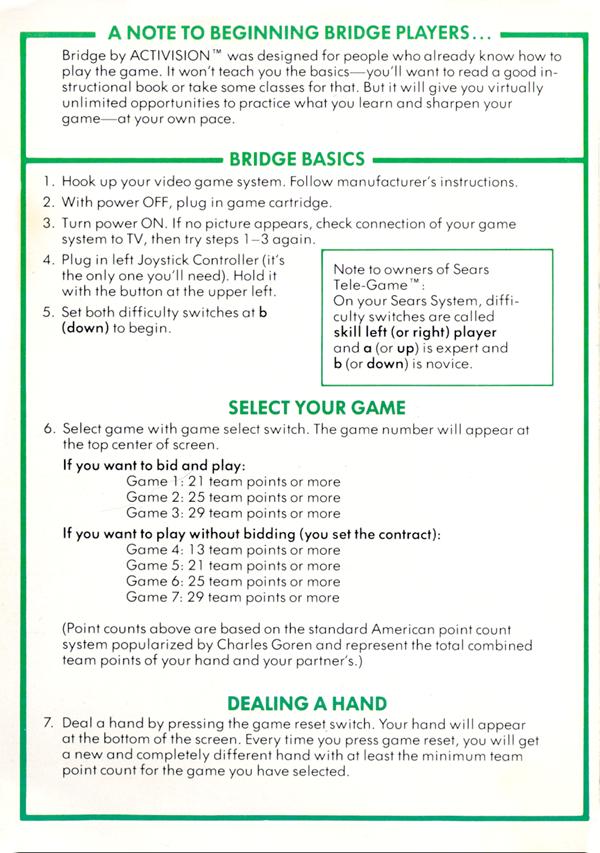 A NOTE TO BEGINNING BRIDGE PLAYERS...
Bridge by ACTIVISION™ was designed for people who already know how to
play the game. It won't teach you the basics—you'll want to read a good in-
structional book or take some classes for that. But it will give you virtually
unlimited opportunities to practice what you learn and sharpen your
game—at your own pace.
BRIDGE BASICS
1. Hook up your video game system. Follow manufacturer's instructions.
2. With power OFF, plug in game cartridge.
3. Turn power ON. If no picture appears, check connection of your game
system to TV, then try steps 1–3 again.
4. Plug in left Joystick Controller (it's
the only one you'll need). Hold it
with the button at the upper left.
5. Set both difficulty switches at b
(down) to begin.
Note to owners of Sears
Tele-Game™:
On your Sears System, diffi-
culty switches are called
skill left (or right) player
and a (or up) is expert and
b (or down) is novice.
SELECT YOUR GAME
6. Select game with game select switch. The game number will appear at
the top center of screen.
If you want to bid and play:
Game 1: 21 team points or more
Game 2: 25 team points or more
Game 3: 29 team points or more
If you want to play without bidding (you set the contract):
Game 4: 13 team points or more
Game 5: 21 team points or more
Game 6: 25 team points or more
Game 7: 29 team points or more
(Point counts above are based on the standard American point count
system popularized by Charles Goren and represent the total combined
team points of your hand and your partner's.)
DEALING A HAND
7. Deal a hand by pressing the game reset switch. Your hand will appear
at the bottom of the screen. Every time you press game reset, you will get
a new and completely different hand with at least the minimum team
point count for the game you have selected.